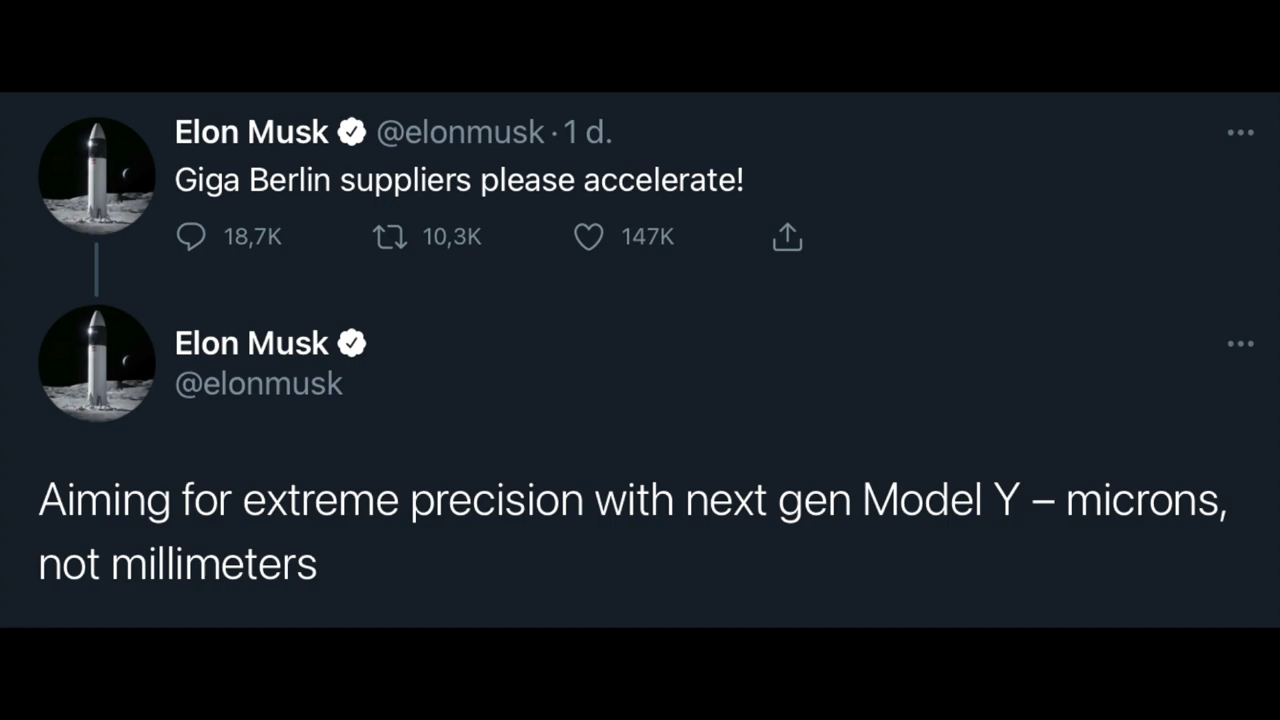 Elon Musk @elonmusk · 1 d.
Giga Berlin suppliers please accelerate!
18,7K 10,3K 147K
Elon Musk
@elonmusk
Aiming for extreme precision with next gen Model Y – microns,
not millimeters